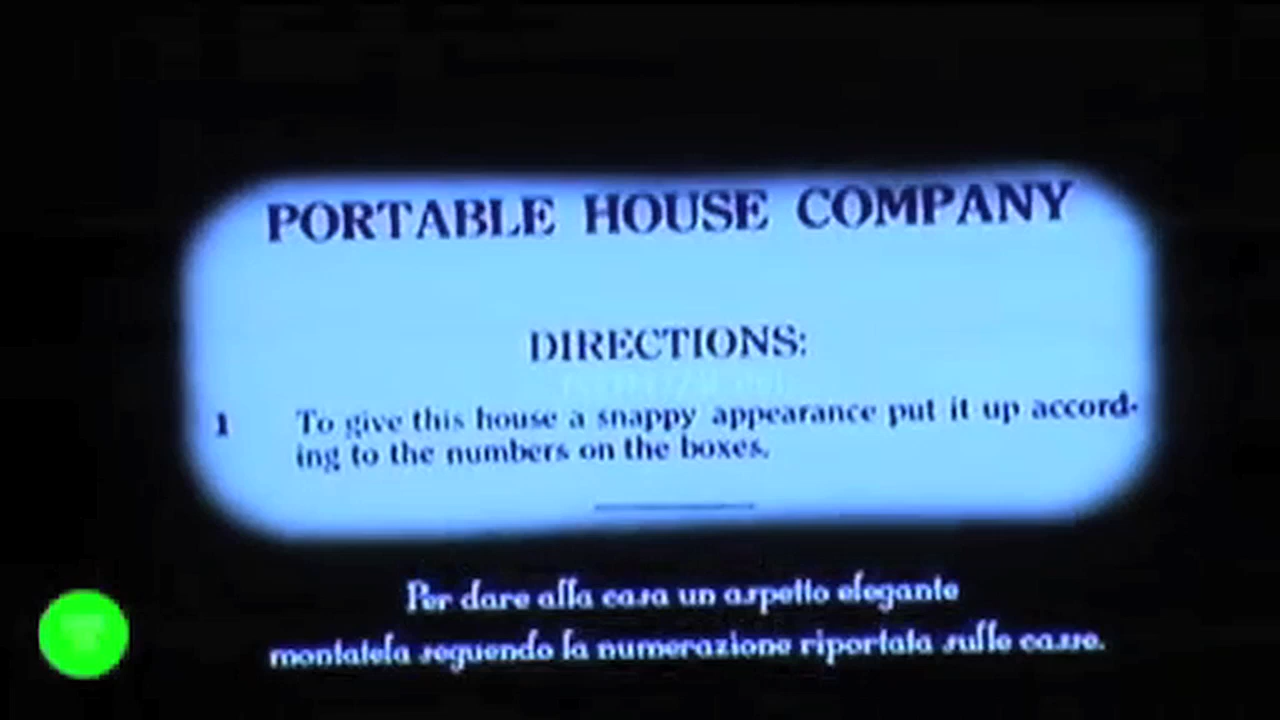 PORTABLE HOUSE COMPANY
DIRECTIONS:
1 To give this house a snappy appearance put it up accord-
ing to the numbers on the boxes.
Per dare alla casa un aspetto elegante
montatela seguendo la numerazione riportata sulle casse.